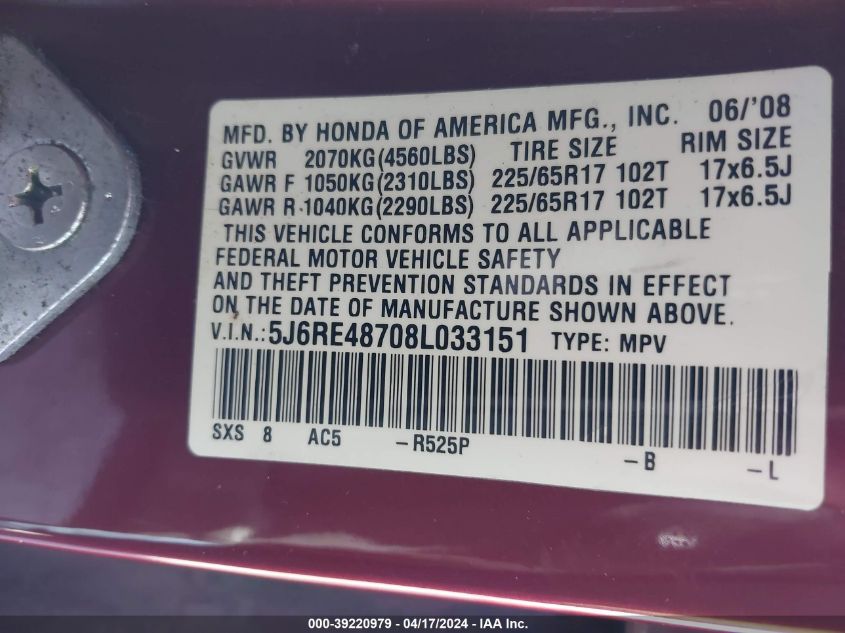 MFD. BY HONDA OF AMERICA MFG., INC. 06/'08
GVWR 2070KG(4560LBS) TIRE SIZE RIM SIZE
GAWR F 1050KG(2310LBS) 225/65R17 102T 17x6.5J
GAWR R 1040KG(2290LBS) 225/65R17 102T 17x6.5J
THIS VEHICLE CONFORMS TO ALL APPLICABLE
FEDERAL MOTOR VEHICLE SAFETY
AND THEFT PREVENTION STANDARDS IN EFFECT
ON THE DATE OF MANUFACTURE SHOWN ABOVE.
V.I.N.: 5J6RE48708L033151 TYPE: MPV
SXS 8 AC5 –R525P –B –L
000-39220979 - 04/17/2024 - IAA, Inc.